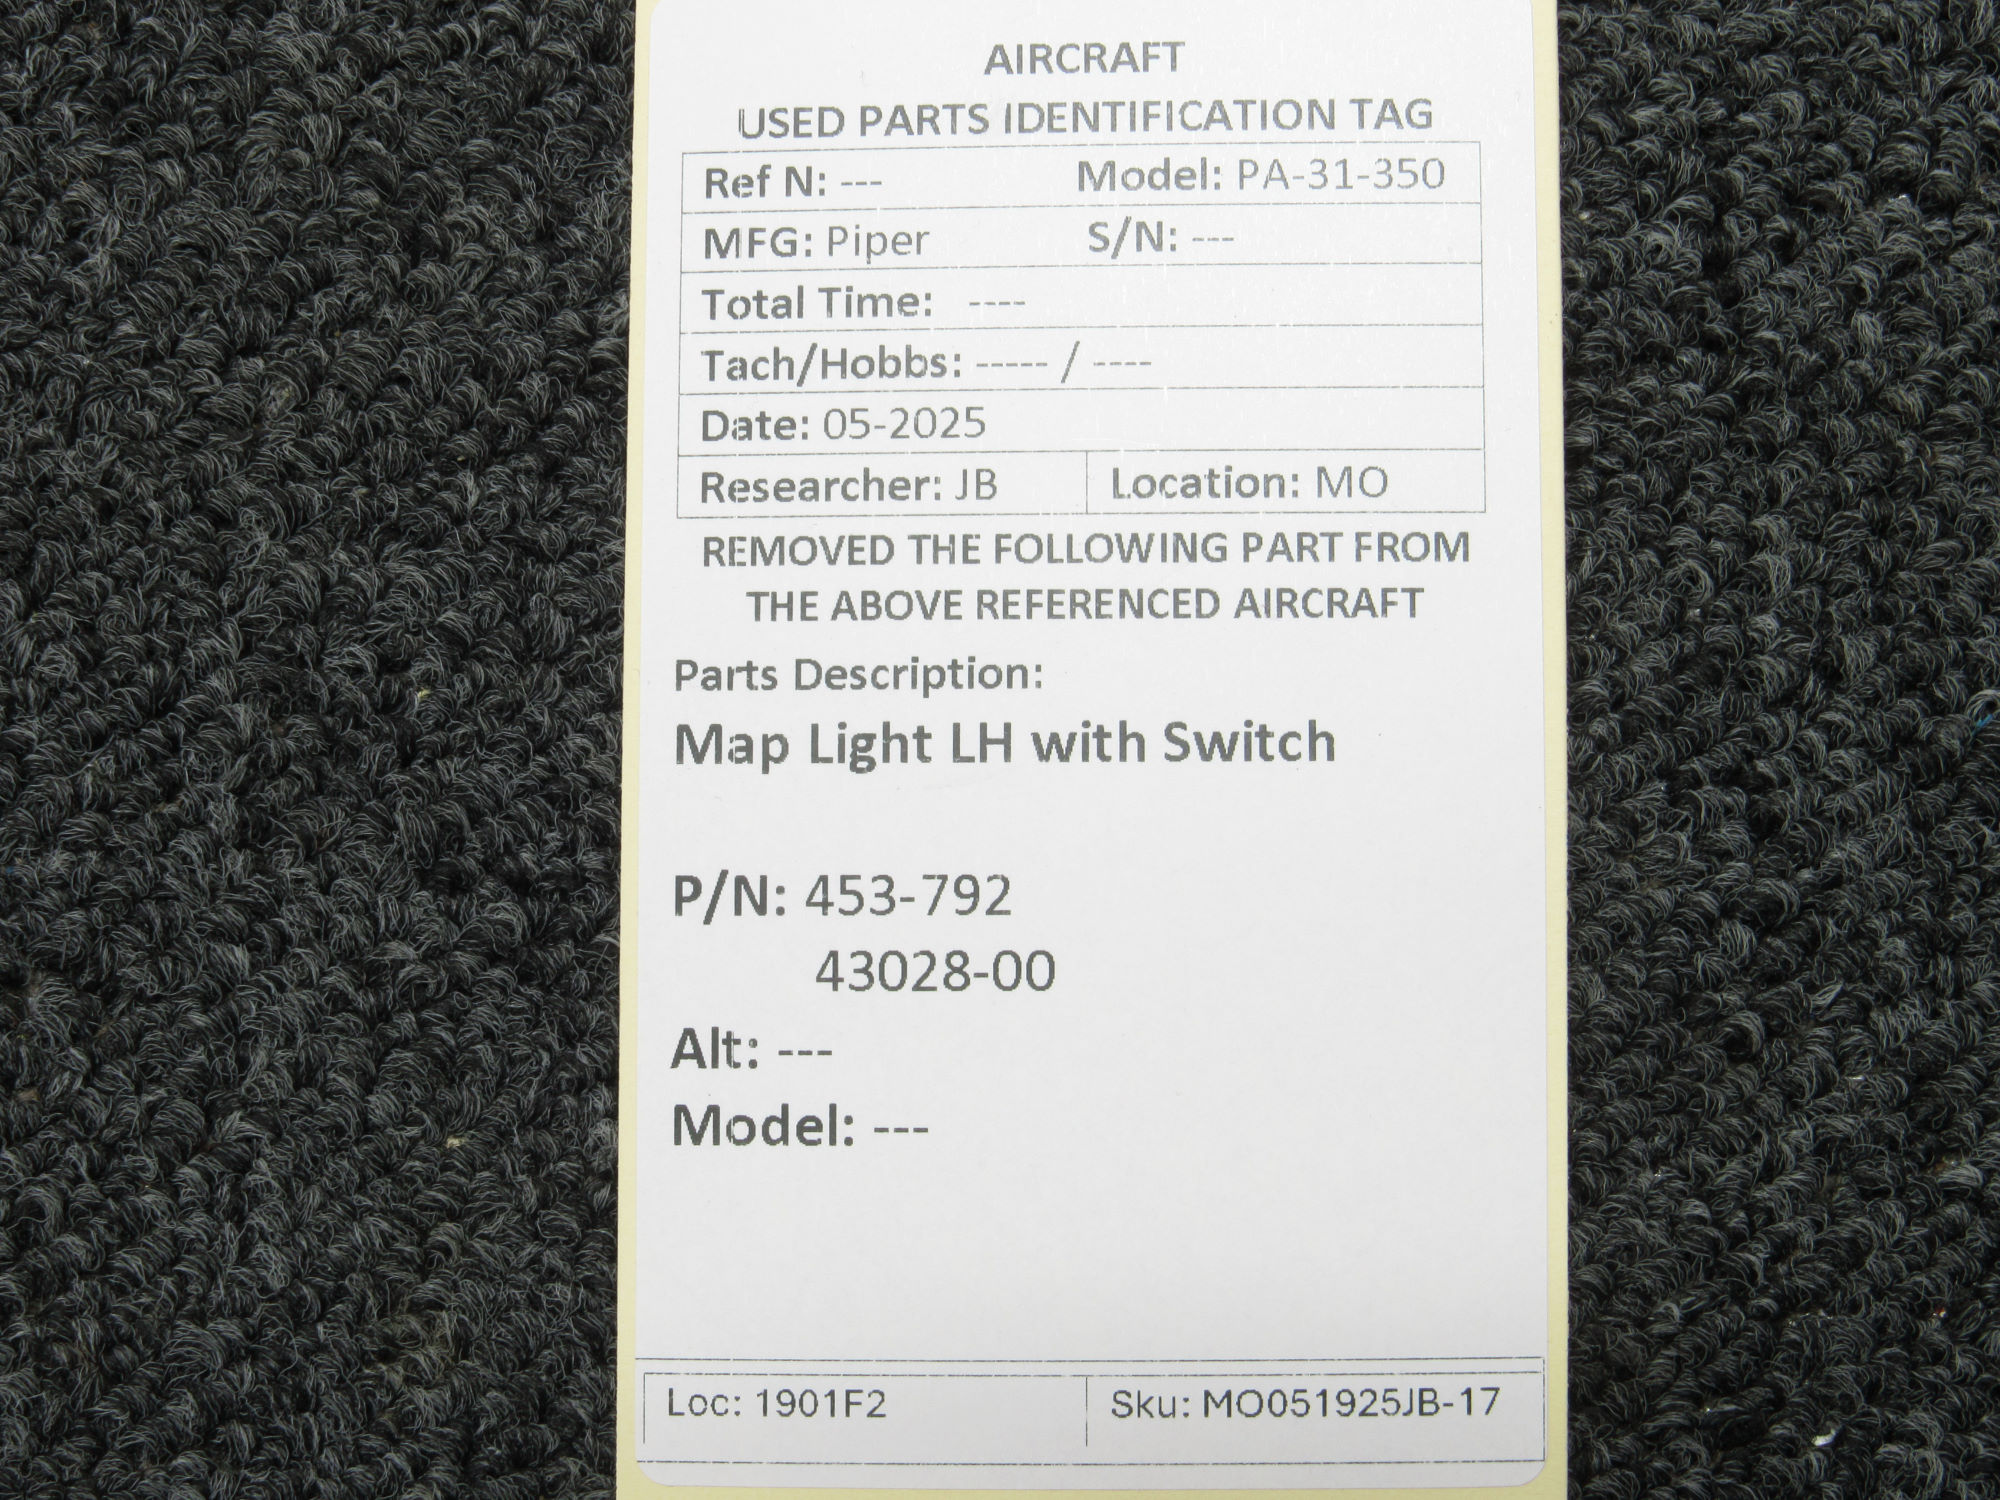 AIRCRAFT
USED PARTS IDENTIFICATION TAG
Ref N: --- Model: PA-31-350
MFG: Piper S/N: ---
Total Time: ----
Tach/Hobbs: ----- / ----
Date: 05-2025
Researcher: JB Location: MO
REMOVED THE FOLLOWING PART FROM
THE ABOVE REFERENCED AIRCRAFT
Parts Description:
Map Light LH with Switch
P/N: 453-792
43028-00
Alt: ---
Model: ---
Loc: 1901F2 Sku: MO051925JB-17